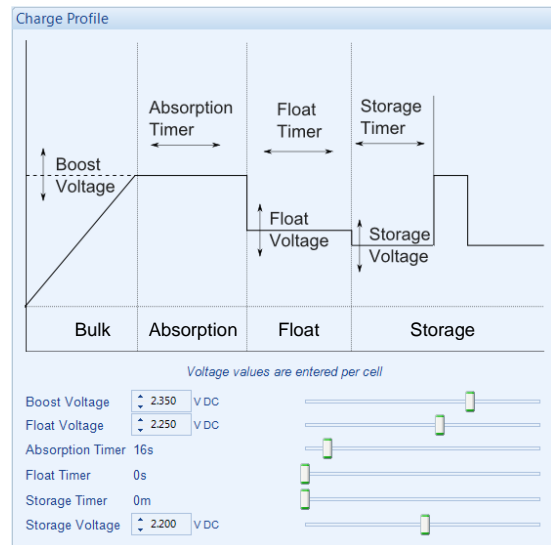 Charge Profile
Absorption
Timer
Float
Timer
Storage
Timer
Boost
Voltage
Float
Voltage
Storage
Voltage
Bulk
Absorption
Float
Storage
Voltage values are entered per cell
Boost Voltage 2.350 V DC
Float Voltage 2.250 V DC
Absorption Timer 16s
Float Timer 0s
Storage Timer 0m
Storage Voltage 2.200 V DC